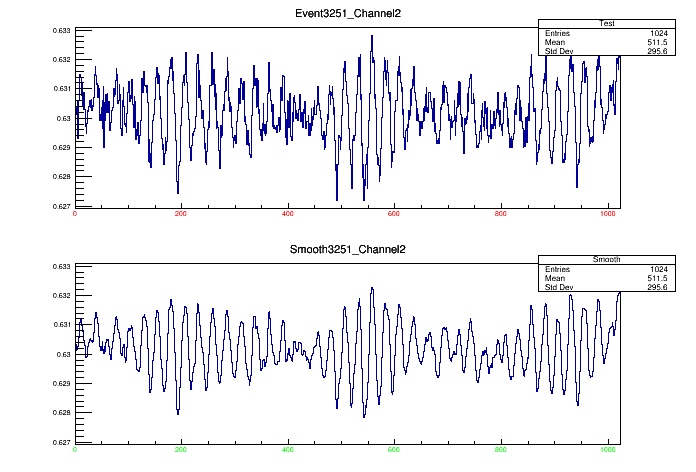 Event3251_Channel2
Test
Entries 1024
Mean 511.5
Std Dev 295.6
0.633
0.632
0.631
0.63
0.629
0.628
0.627
0 200 400 600 800 1000
Smooth3251_Channel2
Smooth
Entries 1024
Mean 511.5
Std Dev 295.6
0.633
0.632
0.631
0.63
0.629
0.628
0.627
0 200 400 600 800 1000